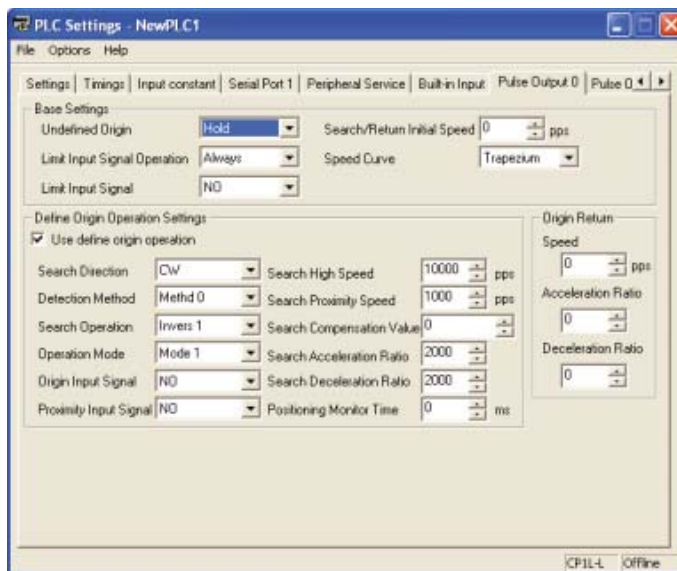 PLC Settings - NewPLC1
File Options Help
Settings Timings Input constant Serial Port 1 Peripheral Service Built-in Input Pulse Output 0 Pulse O
Base Settings
Undefined Origin Hold Search/Return Initial Speed 0 pps
Limit Input Signal Operation Always Speed Curve Trapezium
Limit Input Signal NO
Define Origin Operation Settings
Use define origin operation
Search Direction CW Search High Speed 10000 pps
Detection Method Methd 0 Search Proximity Speed 1000 pps
Search Operation Invers 1 Search Compensation Value 0
Operation Mode Mode 1 Search Acceleration Ratio 2000
Origin Input Signal NO Search Deceleration Ratio 2000
Proximity Input Signal NO Positioning Monitor Time 0 ms
Origin Return
Speed
0 pps
Acceleration Ratio
0
Deceleration Ratio
0
CP1L-L Offline